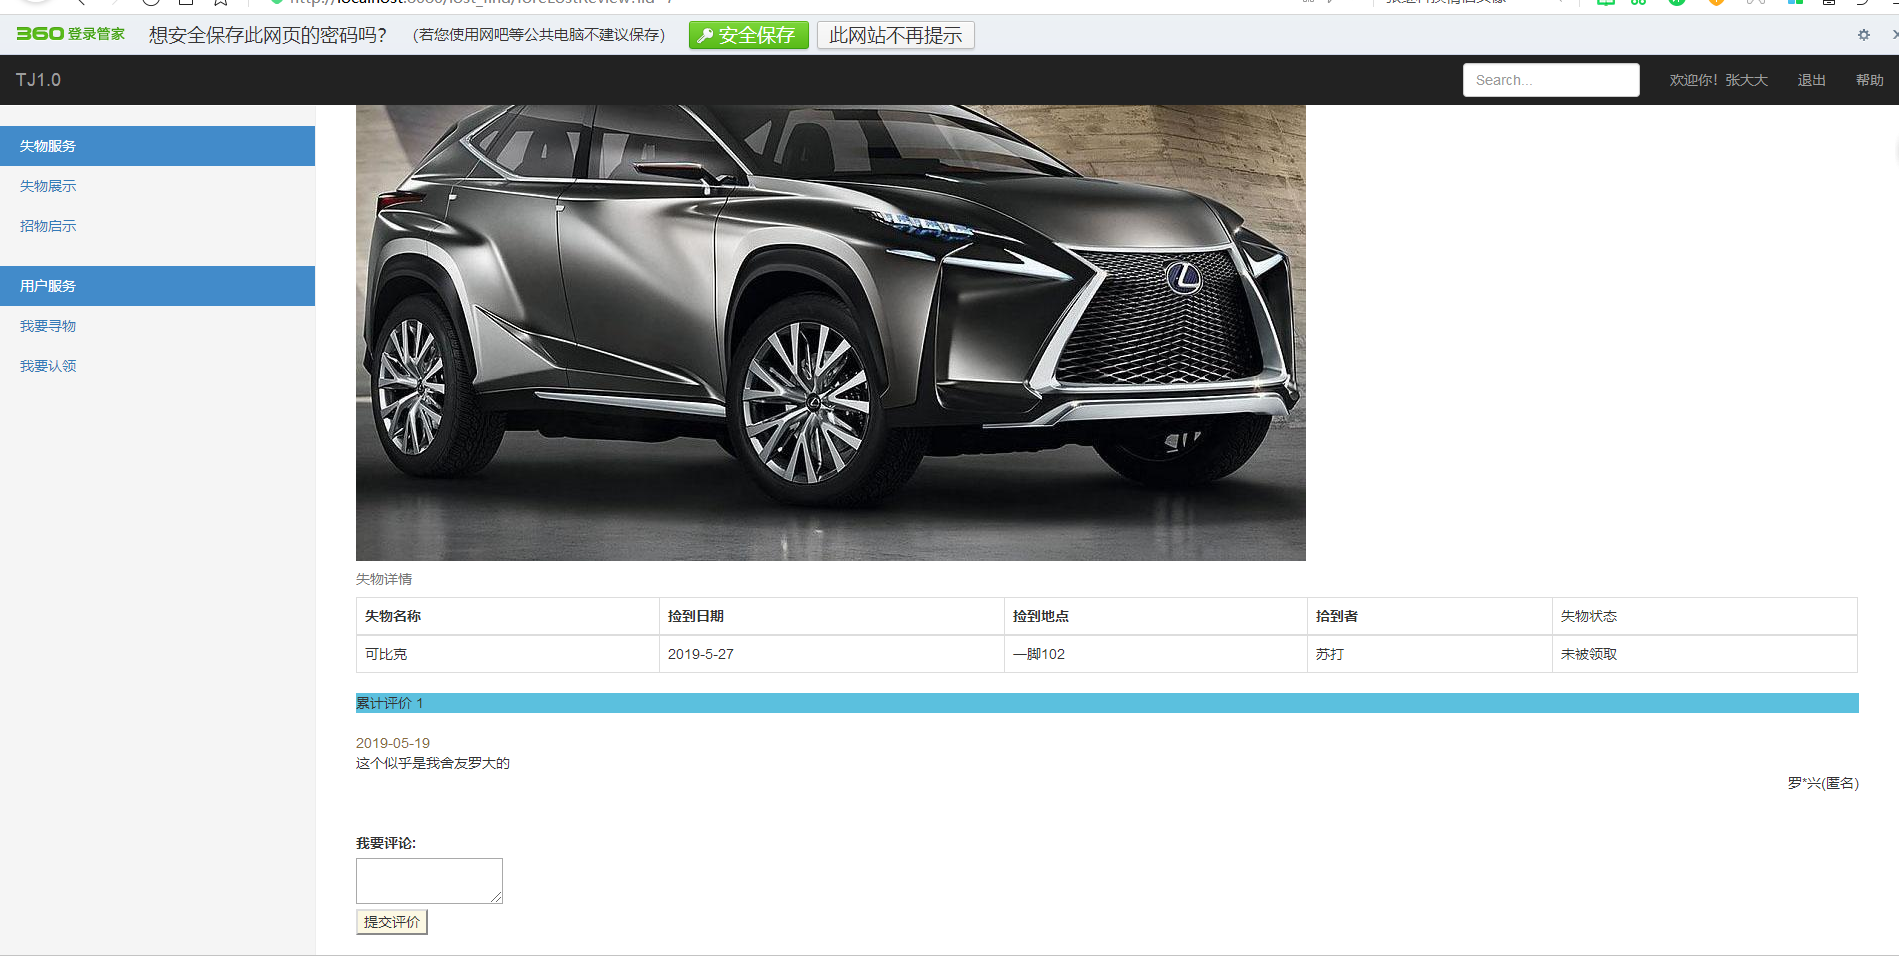 360登录管家 想安全保存此网页的密码吗? (若您使用网吧等公共电脑不建议保存) 安全保存 此网站不再提示
TJ1.0 Search... 欢迎你！张大大 退出 帮助
失物服务
失物展示
招物启示
用户服务
我要寻物
我要认领
失物详情
失物名称 捡到日期 捡到地点 拾到者 失物状态
可比克 2019-5-27 一脚102 苏打 未被领取
累计评价 1
2019-05-19
这个似乎是我舍友罗大的
罗*兴(匿名)
我要评论:
提交评价